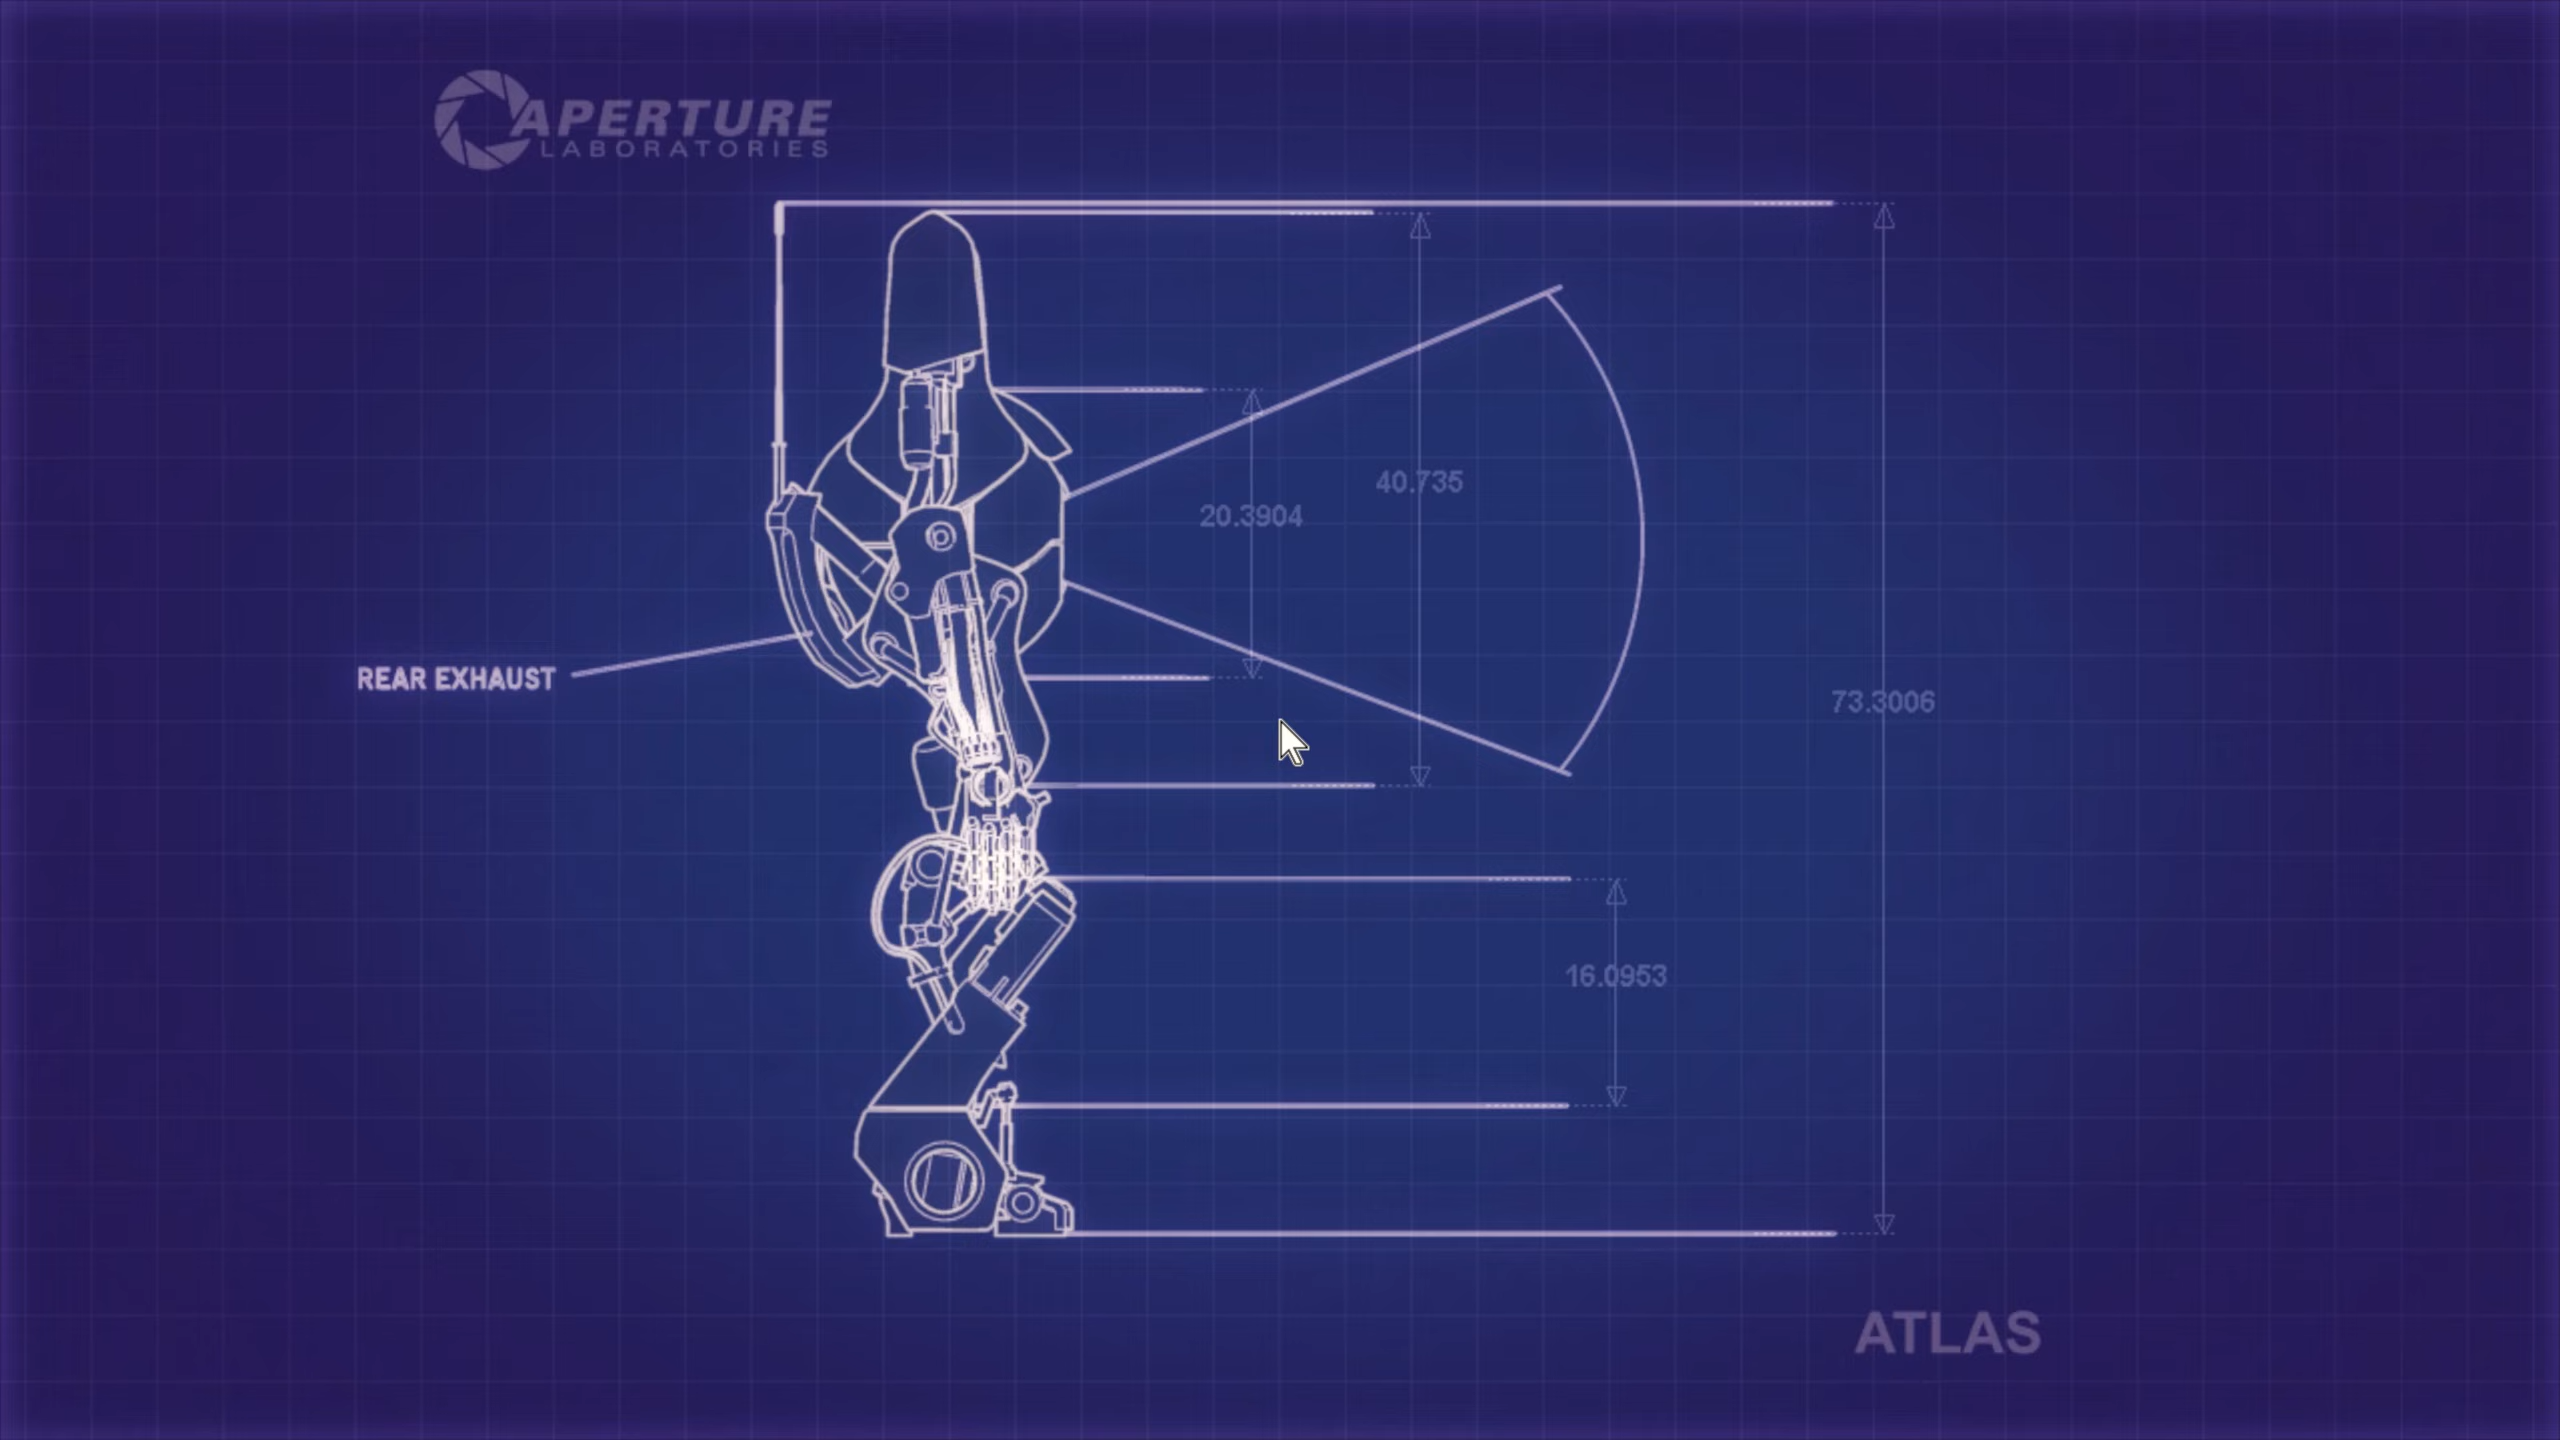 APERTURE
LABORATORIES
40.735
20.3904
REAR EXHAUST
73.3006
16.0953
ATLAS